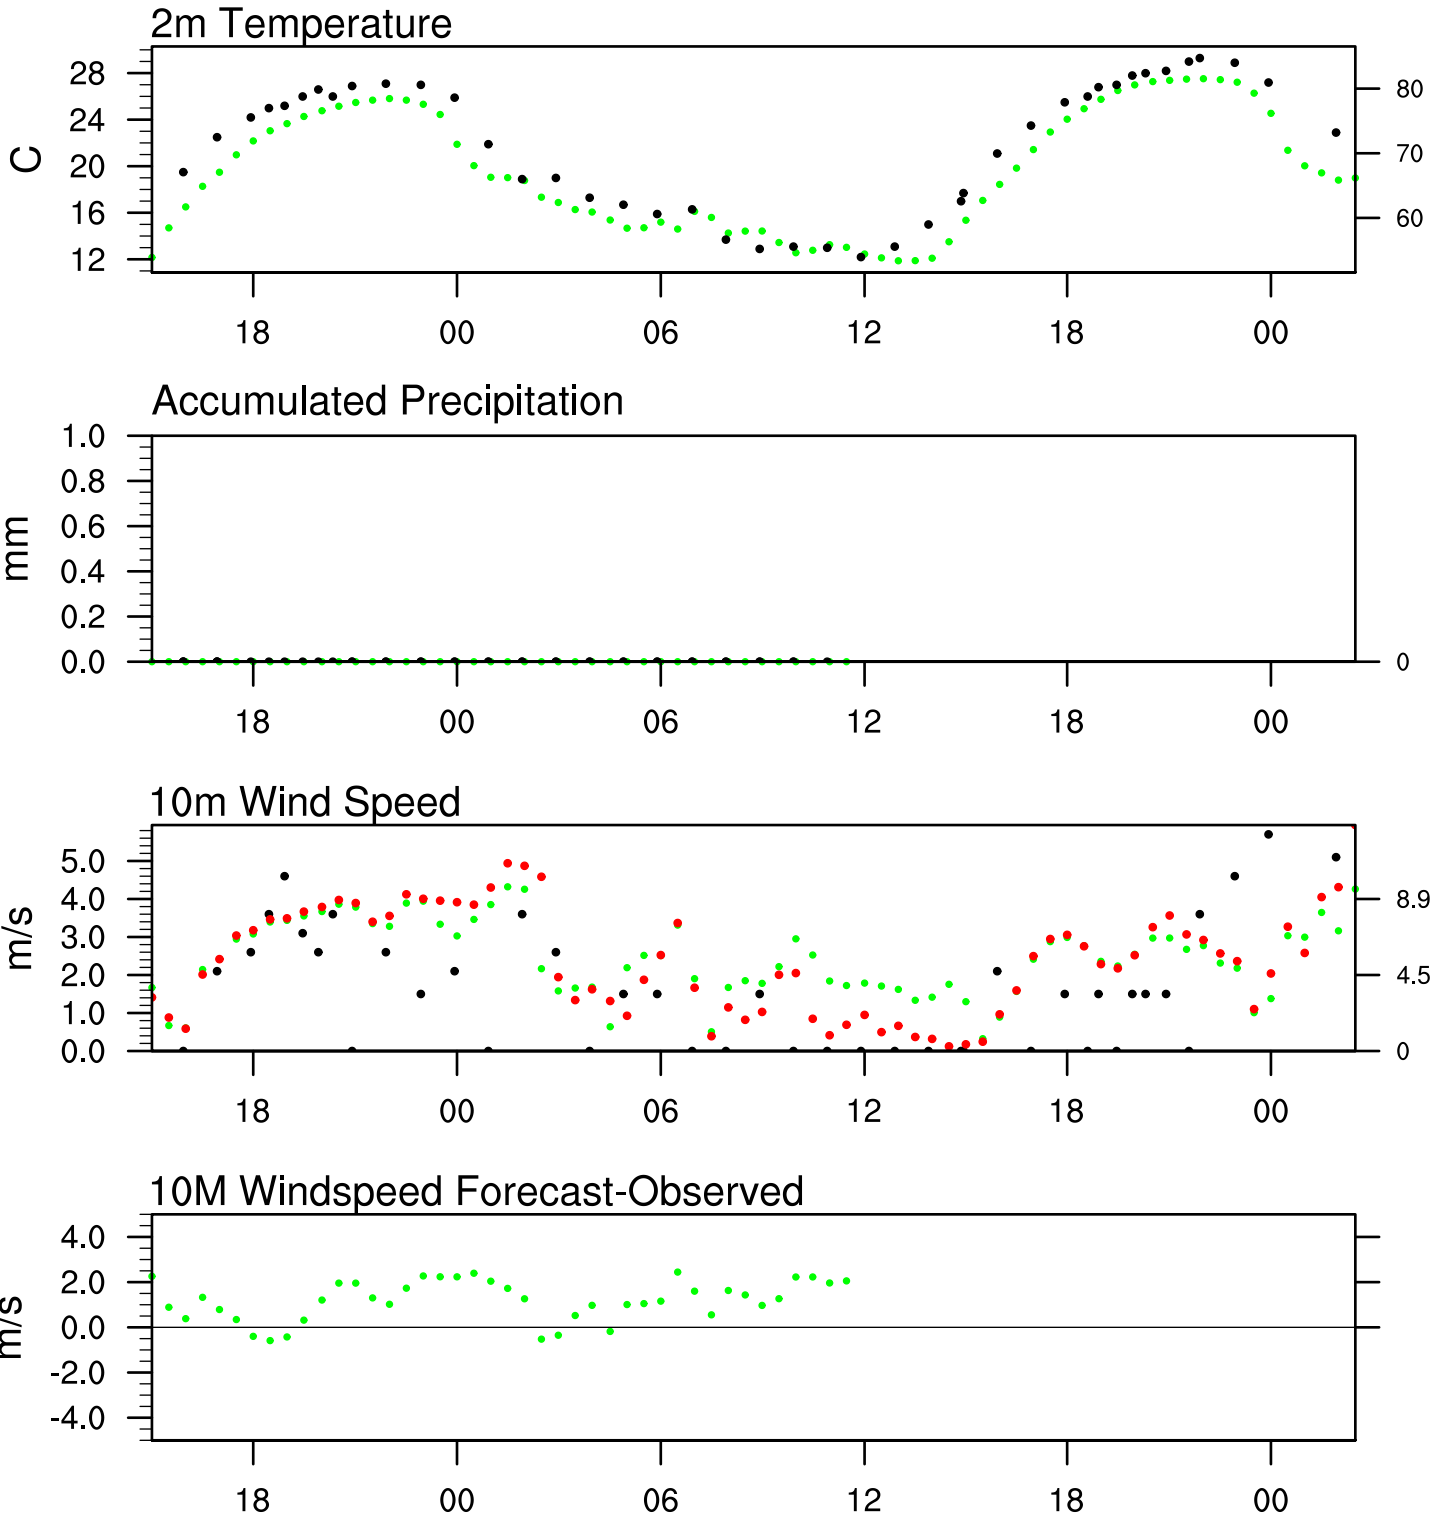 2m Temperature
28
24
20
16
12
C
80
70
60
18 00 06 12 18 00
Accumulated Precipitation
1.0
0.8
0.6
0.4
0.2
0.0
mm
0
18 00 06 12 18 00
10m Wind Speed
5.0
4.0
3.0
2.0
1.0
0.0
m/s
8.9
4.5
0
18 00 06 12 18 00
10M Windspeed Forecast-Observed
4.0
2.0
0.0
-2.0
-4.0
m/s
18 00 06 12 18 00